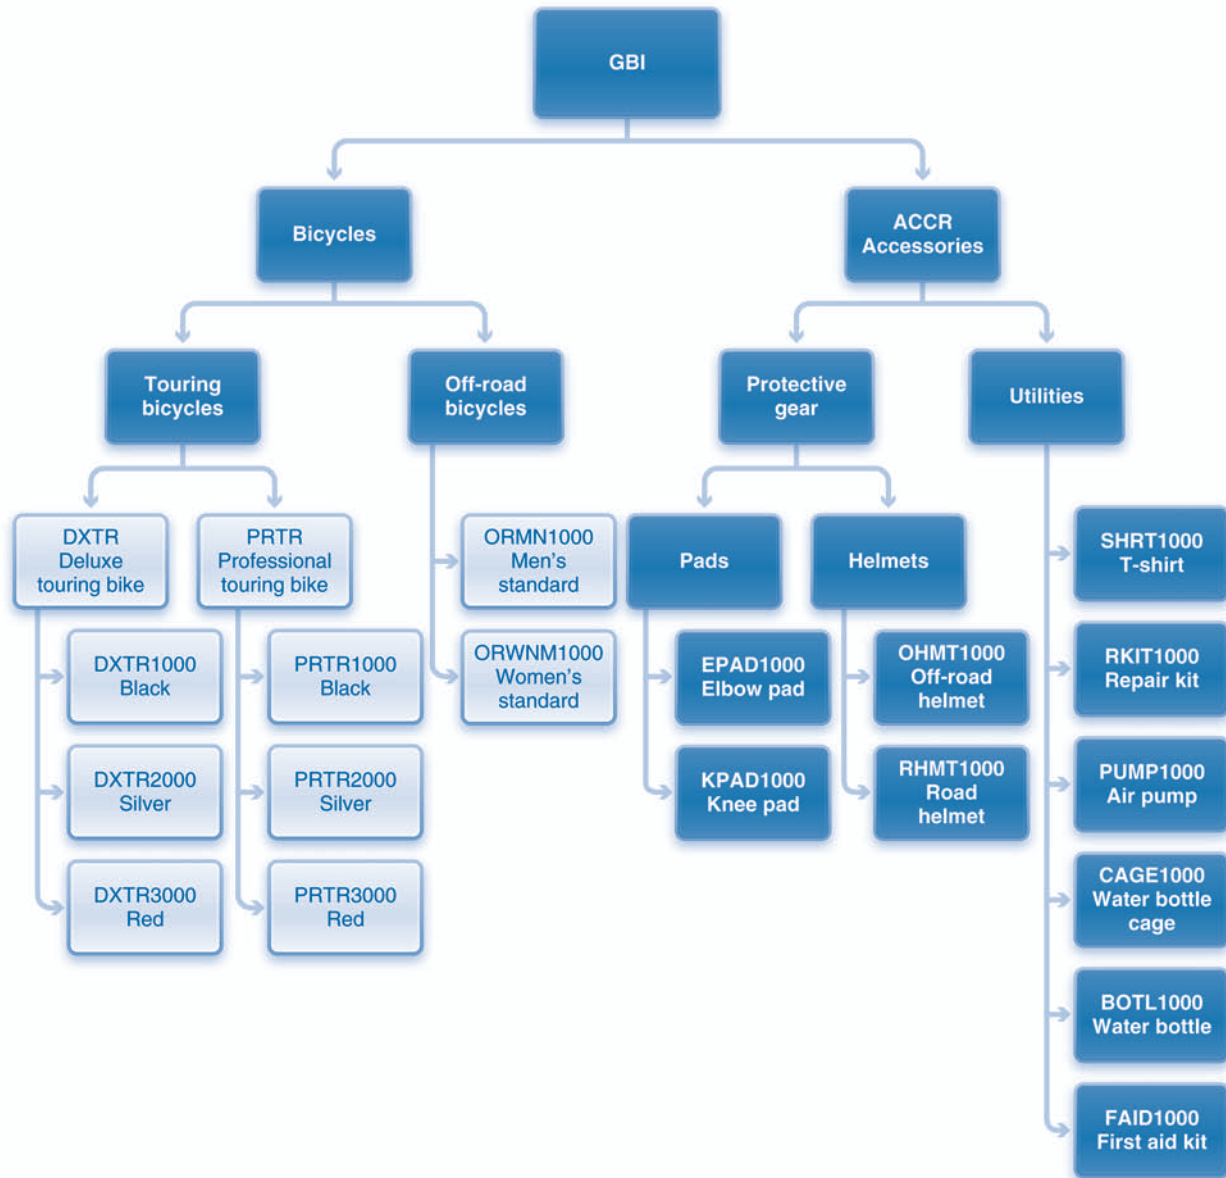 GBI
Bicycles
ACCR
Accessories
Touring
bicycles
Off-road
bicycles
Protective
gear
Utilities
DXTR
Deluxe
touring bike
PRTR
Professional
touring bike
ORMN1000
Men's
standard
Pads
Helmets
SHRT1000
T-shirt
DXTR1000
Black
PRTR1000
Black
ORWNM1000
Women's
standard
EPAD1000
Elbow pad
OHMT1000
Off-road
helmet
RKIT1000
Repair kit
DXTR2000
Silver
PRTR2000
Silver
KPAD1000
Knee pad
RHMT1000
Road
helmet
PUMP1000
Air pump
DXTR3000
Red
PRTR3000
Red
CAGE1000
Water bottle
cage
BOTL1000
Water bottle
FAID1000
First aid kit